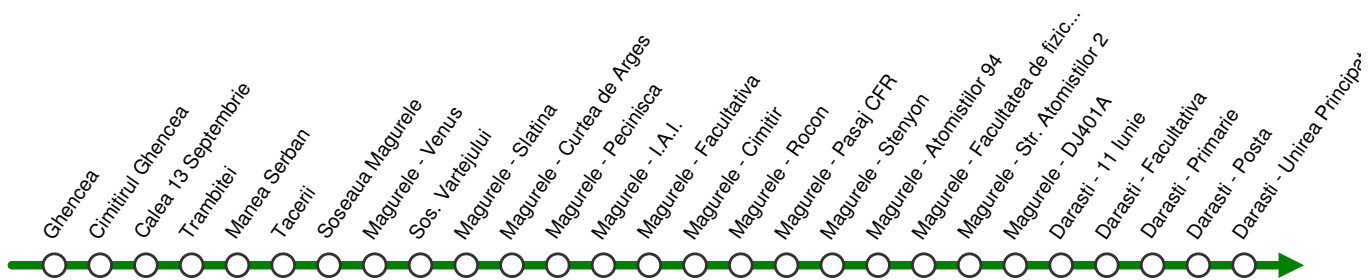 Ghencea
Cimitirul Ghencea
Calea 13 Septembrie
Trambitei
Manea Serban
Tacerii
Soseaua Magurele
Magurele - Venus
Sos. Vartejului
Magurele - Slatina
Magurele - Curtea de Arges
Magurele - Pecinisca
Magurele - I.A.I.
Magurele - Facultativa
Magurele - Cimitir
Magurele - Rocon
Magurele - Pasaj CFR
Magurele - Stenyon
Magurele - Atomistilor 94
Magurele - Facultatea de fizic...
Magurele - Str. Atomistilor 2
Magurele - DJ401A
Darasti - 11 Iunie
Darasti - Facultativa
Darasti - Primarie
Darasti - Posta
Darasti - Unirea Principat